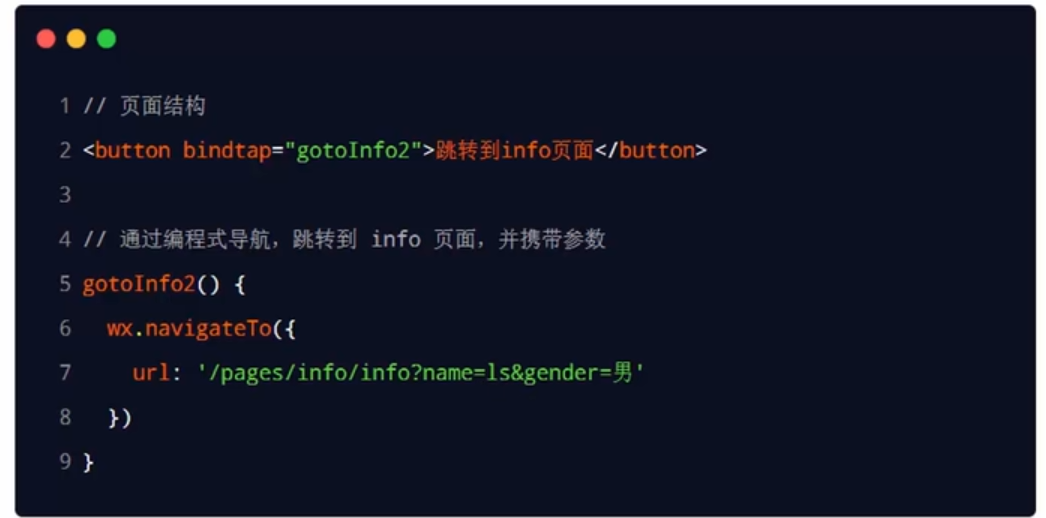 1 // 页面结构
2 <button bindtap="gotoInfo2">跳转到info页面</button>
3
4 // 通过编程式导航，跳转到 info 页面，并携带参数
5 gotoInfo2() {
6   wx.navigateTo({
7     url: '/pages/info/info?name=ls&gender=男'
8   })
9 }